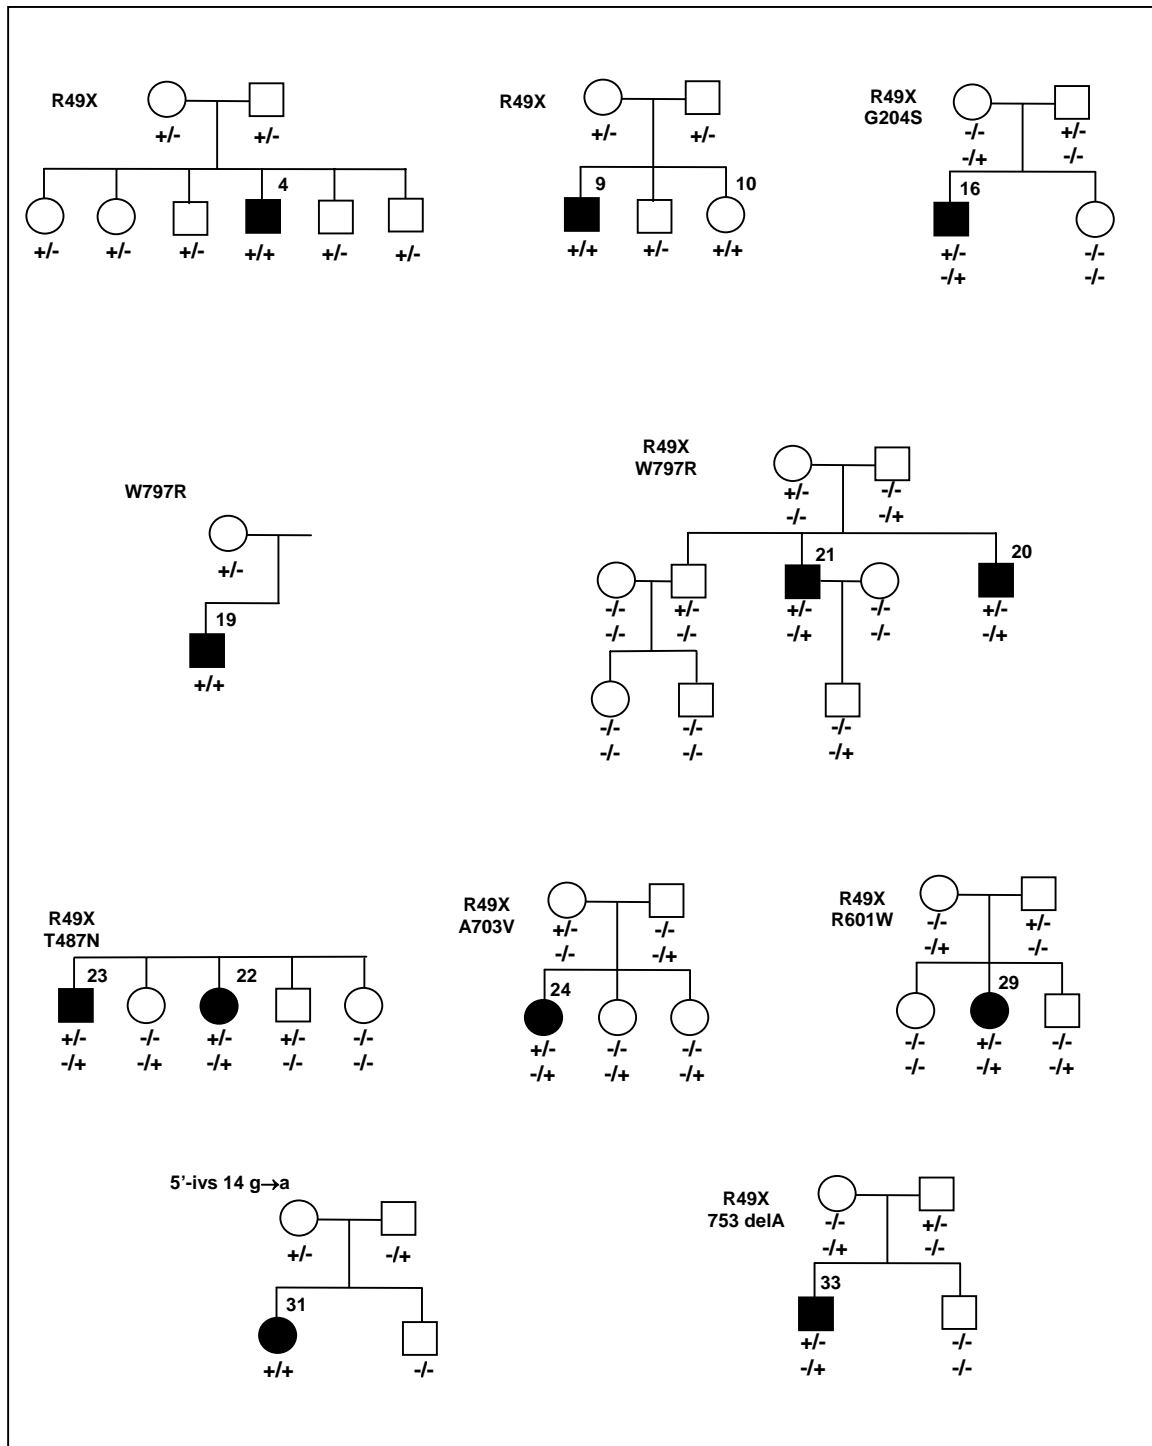 R49X
+/- +/-
4
+/- +/- +/- +/+ +/- +/-
R49X
+/- +/-
9 10
+/+ +/- +/+
R49X
G204S
-/- +/-
-/+ -/-
16
+/- -/-
-/+ -/-
W797R
+/-
19
+/+
R49X
W797R
+/- -/-
-/- -/+
21 20
-/- +/- +/- -/- +/-
-/- -/- -/+ -/- -/+
-/- -/- -/-
-/- -/- -/+
R49X
T487N
23 22
+/- -/- +/- +/- -/-
-/+ -/+ -/+ -/- -/-
R49X
A703V
+/- -/-
-/- -/+
24
+/- -/- -/-
-/+ -/+ -/+
R49X
R601W
-/- +/-
-/+ -/-
29
-/- +/- -/-
-/- -/+ -/+
5'-ivs 14 g→a
+/- -/+
31
+/+ -/-
R49X
753 delA
-/- +/-
-/+ -/-
33
+/- -/-
-/+ -/-